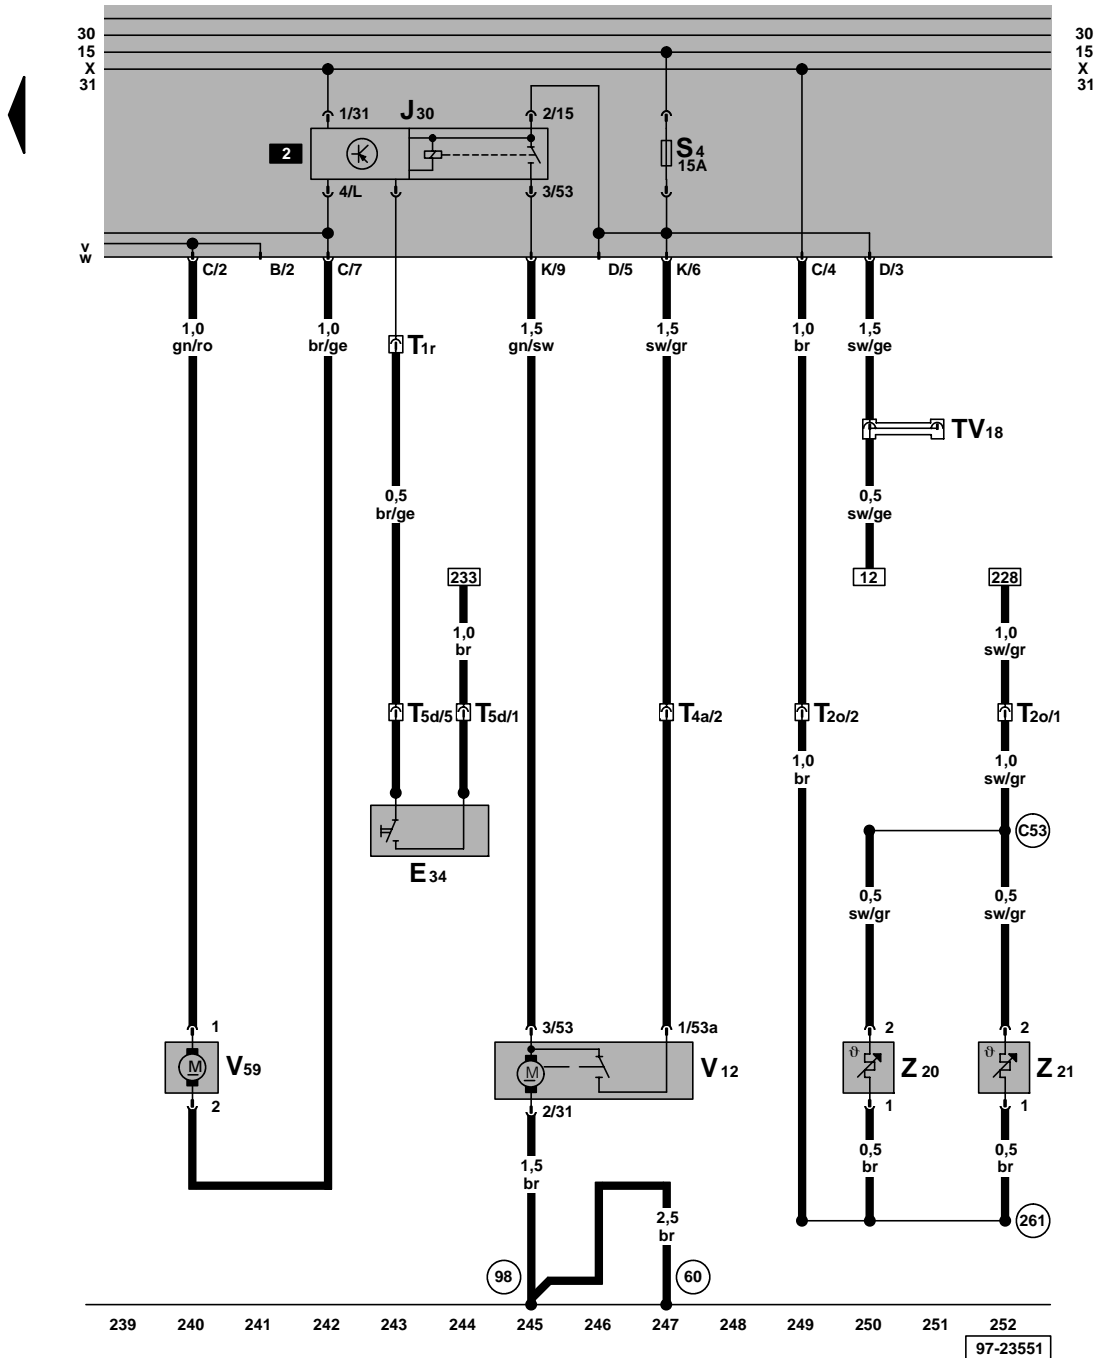 30 30
15 15
X X
31 31
1/31 J30 2/15
2 S4
15A
4/L 3/53
V
W
C/2 B/2 C/7 K/9 D/5 K/6 C/4 D/3
1,0 1,0 1,5 1,5 1,0 1,5
gn/ro br/ge T1r gn/sw sw/gr br sw/ge
TV18
0,5 0,5
br/ge sw/ge
233 12 228
1,0 1,0
br sw/gr
T5d/5 T5d/1 T4a/2 T2o/2 T2o/1
1,0 1,0
br sw/gr
C53
E34
0,5 0,5
sw/gr sw/gr
1 3/53 1/53a 2 2
M V59 M V12 ϑ Z20 ϑ Z21
2 2/31 1 1
1,5 0,5 0,5
br br br
2,5 261
br
98 60
239 240 241 242 243 244 245 246 247 248 249 250 251 252
97-23551